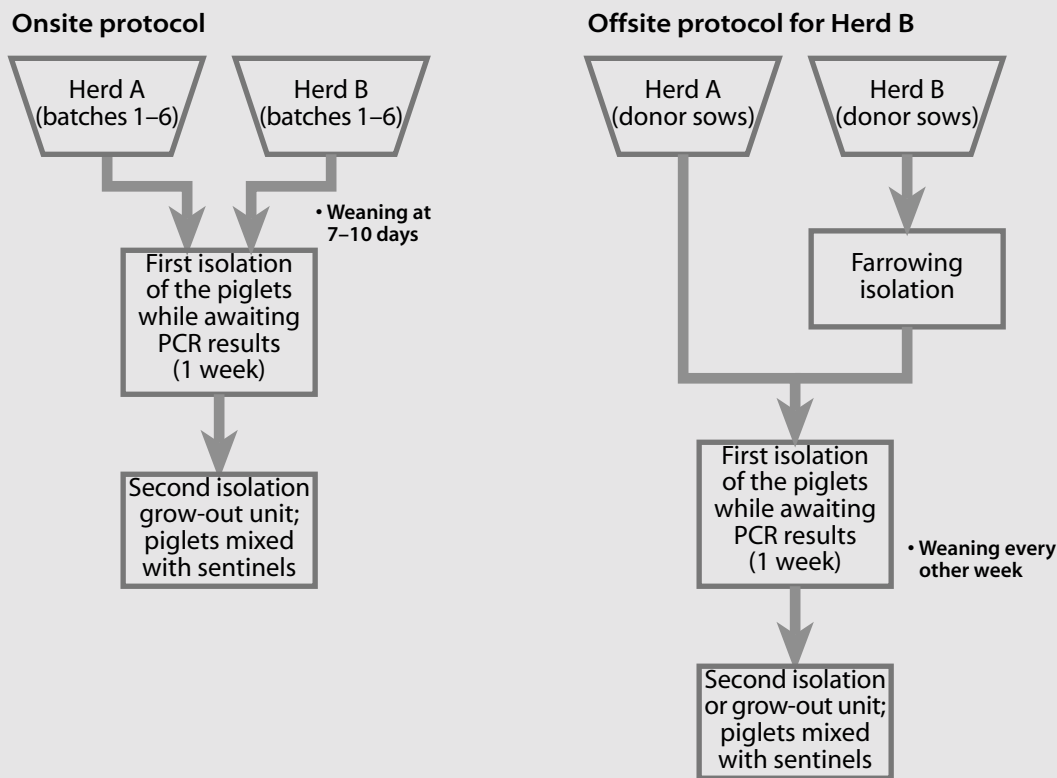 Onsite protocol
Herd A
(batches 1–6)
Herd B
(batches 1–6)
• Weaning at
7–10 days
First isolation
of the piglets
while awaiting
PCR results
(1 week)
Second isolation
grow-out unit;
piglets mixed
with sentinels
Offsite protocol for Herd B
Herd A
(donor sows)
Herd B
(donor sows)
Farrowing
isolation
First isolation
of the piglets
while awaiting
PCR results
(1 week)
• Weaning every
other week
Second isolation
or grow-out unit;
piglets mixed
with sentinels